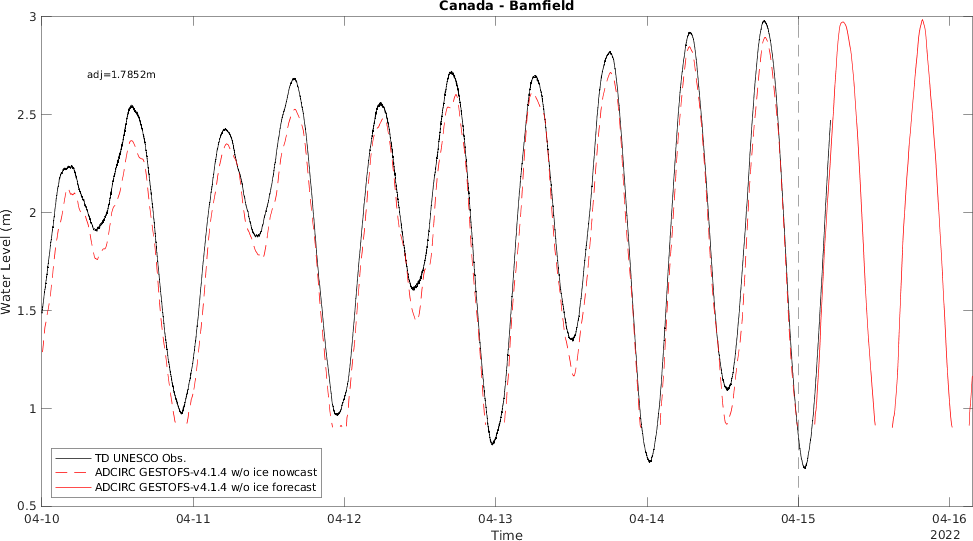 Canada - Bamfield
3
adj=1.7852m
2.5
2
Water Level (m)
1.5
1
TD UNESCO Obs.
ADCIRC GESTOFS-v4.1.4 w/o ice nowcast
ADCIRC GESTOFS-v4.1.4 w/o ice forecast
0.5
04-10 04-11 04-12 04-13 04-14 04-15 04-16
Time 2022